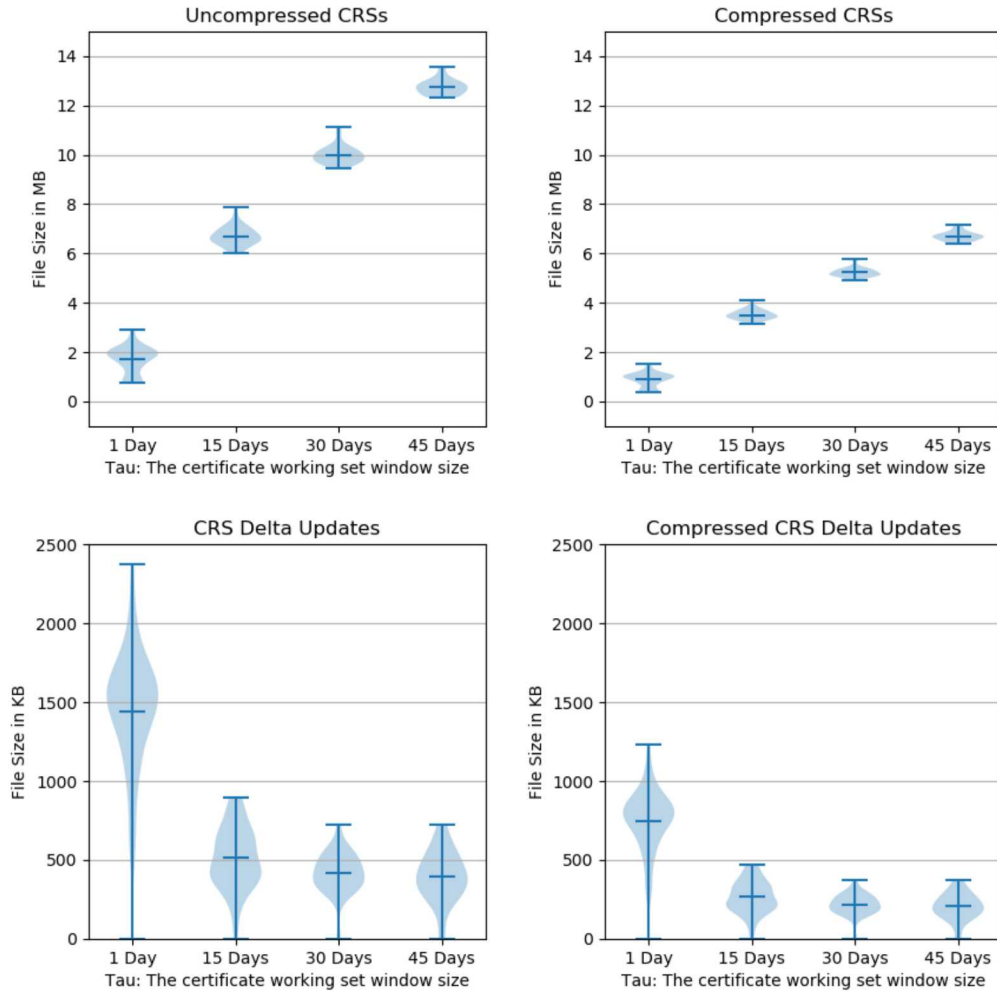 Uncompressed CRSs
File Size in MB
14
12
10
8
6
4
2
0
1 Day 15 Days 30 Days 45 Days
Tau: The certificate working set window size
Compressed CRSs
File Size in MB
14
12
10
8
6
4
2
0
1 Day 15 Days 30 Days 45 Days
Tau: The certificate working set window size
CRS Delta Updates
File Size in KB
2500
2000
1500
1000
500
0
1 Day 15 Days 30 Days 45 Days
Tau: The certificate working set window size
Compressed CRS Delta Updates
File Size in KB
2500
2000
1500
1000
500
0
1 Day 15 Days 30 Days 45 Days
Tau: The certificate working set window size